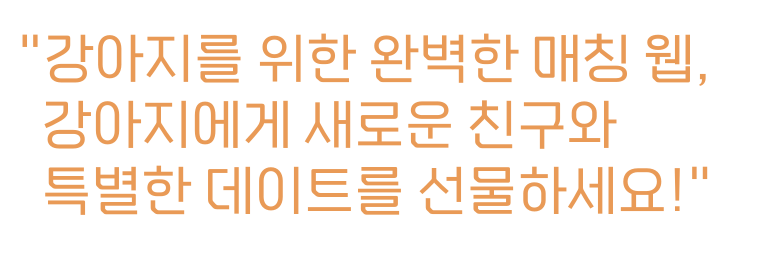 "강아지를 위한 완벽한 매칭 웹,
강아지에게 새로운 친구와
특별한 데이트를 선물하세요!"